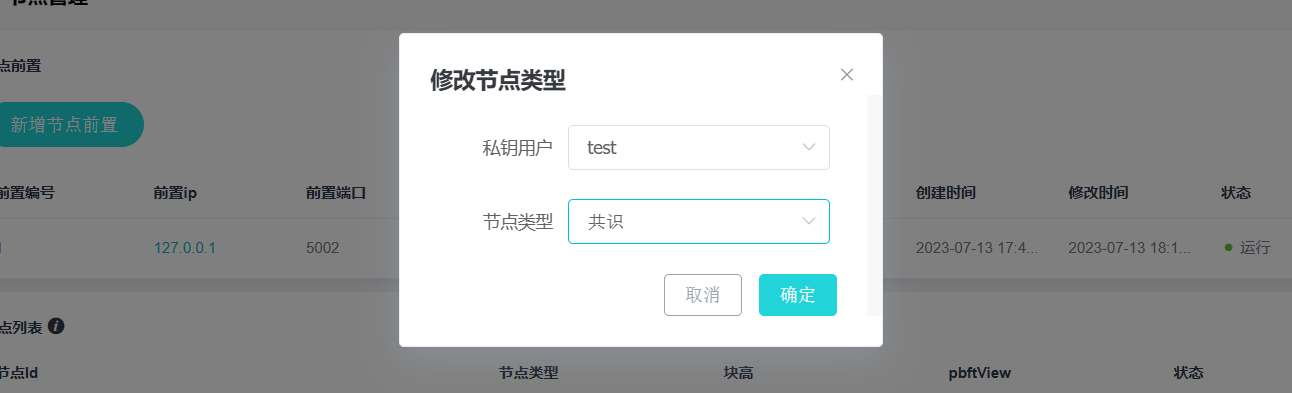 节点管理
点前置
修改节点类型
新增节点前置
私钥用户 test
前置编号 前置ip 前置端口 创建时间 修改时间 状态
节点类型 共识
127.0.0.1 5002 2023-07-13 17:4... 2023-07-13 18:1... 运行
取消 确定
点列表
节点Id 节点类型 块高 pbftView 状态